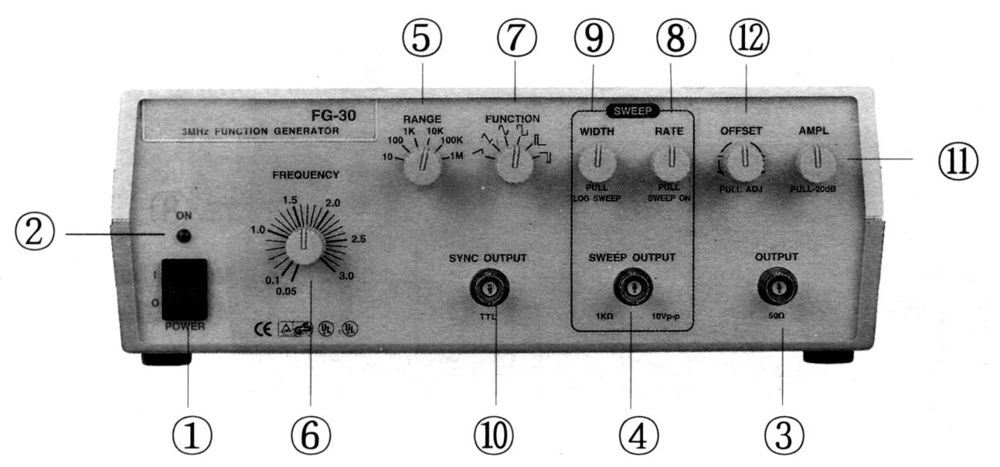 ⑤ ⑦ ⑨ ⑧ ⑫
SWEEP
FG-30
3MHz FUNCTION GENERATOR
RANGE
1K 10K
100 100K
10 1M
FUNCTION
WIDTH
PULL
LOG SWEEP
RATE
PULL
SWEEP ON
OFFSET
PULL ADJ
AMPL
PULL-20dB
⑪
FREQUENCY
1.5 2.0
1.0 2.5
0.1 3.0
0.05
②
ON
I
O
POWER
SYNC OUTPUT
TTL
SWEEP OUTPUT
1KΩ 10Vp-p
OUTPUT
50Ω
CE GS UL c UL
① ⑥ ⑩ ④ ③